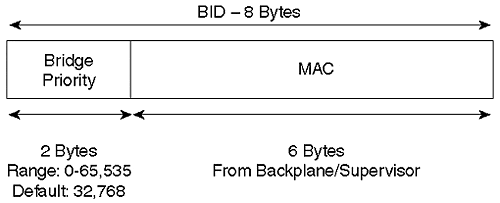 BID – 8 Bytes
Bridge
Priority
MAC
2 Bytes
Range: 0-65,535
Default: 32,768
6 Bytes
From Backplane/Supervisor